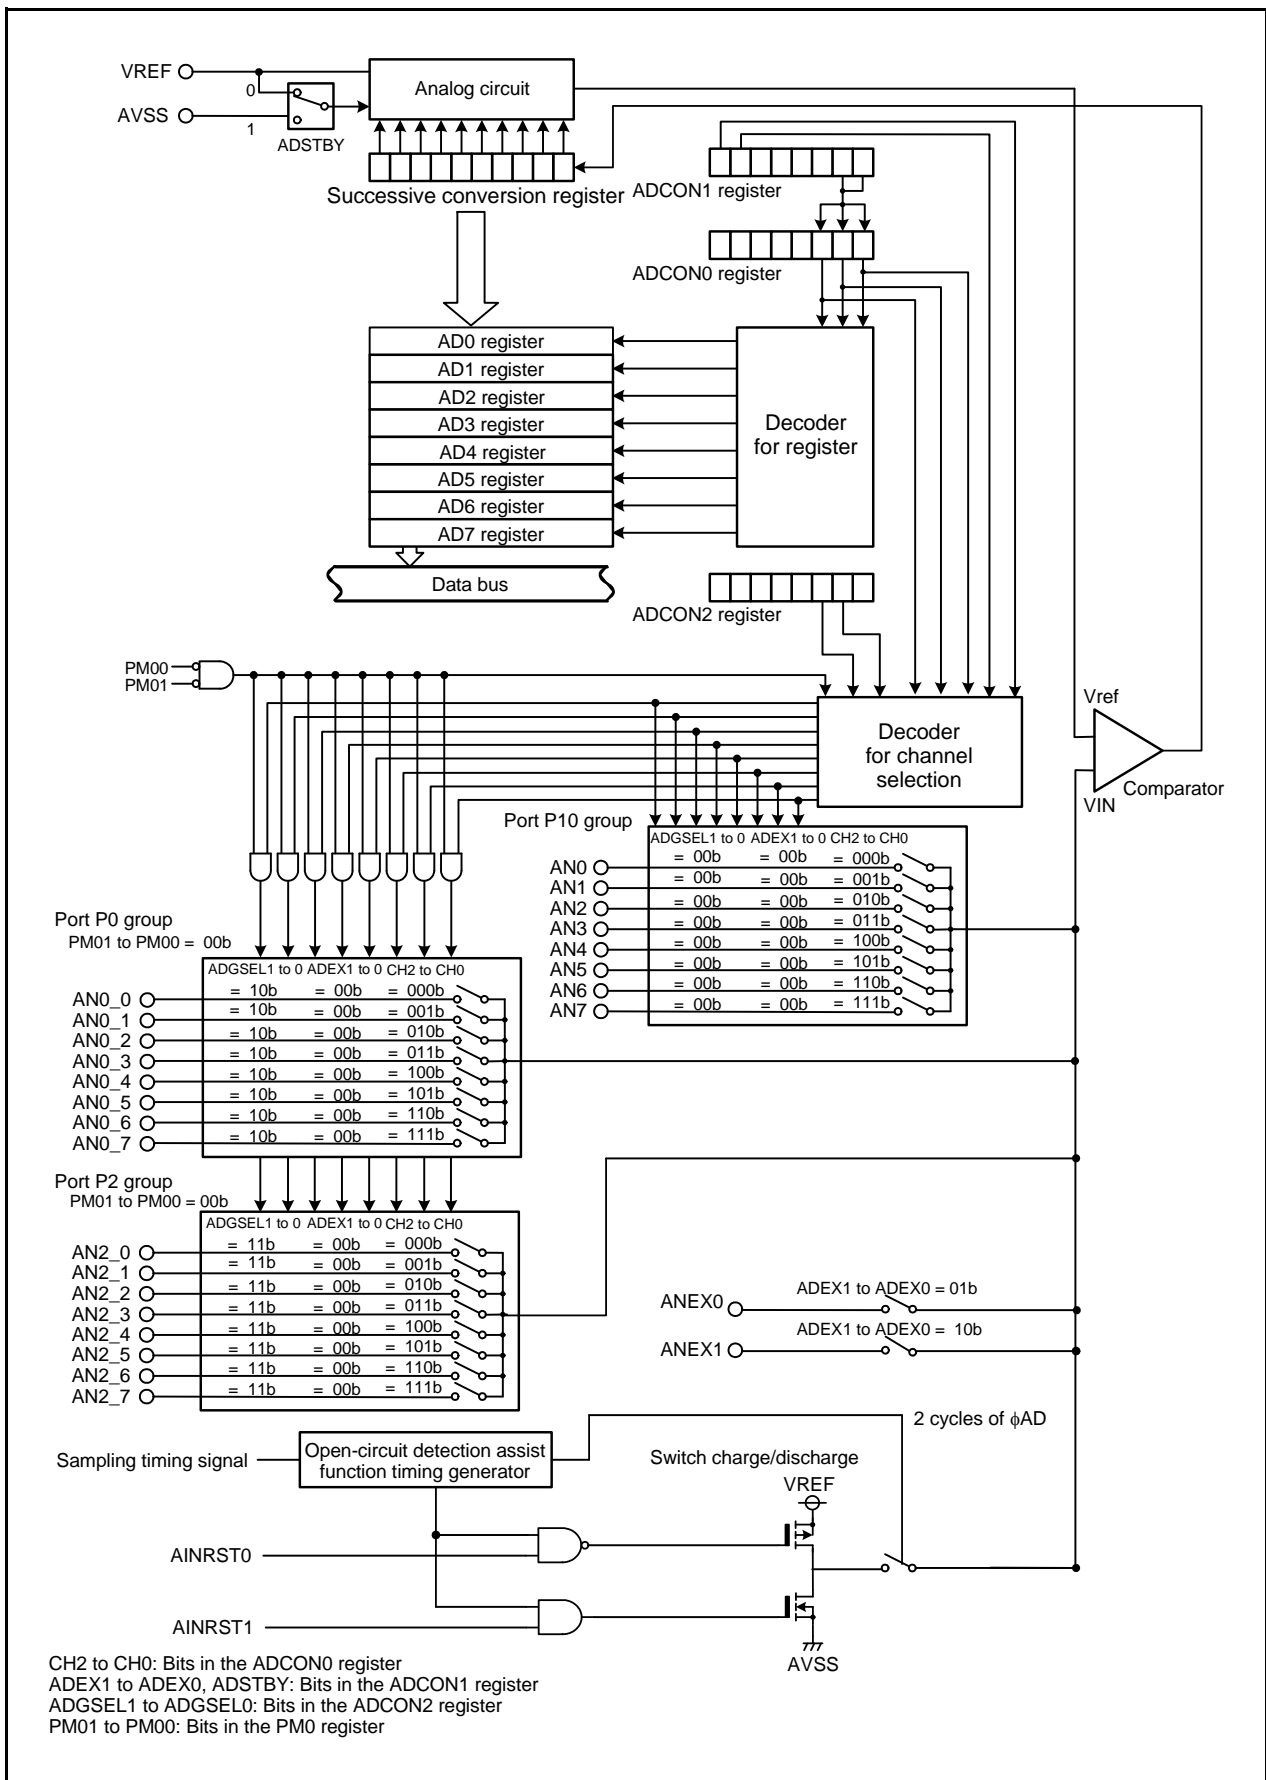 VREF
0
AVSS
1
ADSTBY
Analog circuit
Successive conversion register
ADCON1 register
ADCON0 register
AD0 register
AD1 register
AD2 register
AD3 register
AD4 register
AD5 register
AD6 register
AD7 register
Decoder
for register
Data bus
ADCON2 register
PM00
PM01
Decoder
for channel
selection
Vref
VIN
Comparator
Port P10 group
ADGSEL1 to 0 ADEX1 to 0 CH2 to CH0
AN0 = 00b = 00b = 000b
AN1 = 00b = 00b = 001b
AN2 = 00b = 00b = 010b
AN3 = 00b = 00b = 011b
AN4 = 00b = 00b = 100b
AN5 = 00b = 00b = 101b
AN6 = 00b = 00b = 110b
AN7 = 00b = 00b = 111b
Port P0 group
PM01 to PM00 = 00b
ADGSEL1 to 0 ADEX1 to 0 CH2 to CH0
AN0_0 = 10b = 00b = 000b
AN0_1 = 10b = 00b = 001b
AN0_2 = 10b = 00b = 010b
AN0_3 = 10b = 00b = 011b
AN0_4 = 10b = 00b = 100b
AN0_5 = 10b = 00b = 101b
AN0_6 = 10b = 00b = 110b
AN0_7 = 10b = 00b = 111b
Port P2 group
PM01 to PM00 = 00b
ADGSEL1 to 0 ADEX1 to 0 CH2 to CH0
AN2_0 = 11b = 00b = 000b
AN2_1 = 11b = 00b = 001b
AN2_2 = 11b = 00b = 010b
AN2_3 = 11b = 00b = 011b
AN2_4 = 11b = 00b = 100b
AN2_5 = 11b = 00b = 101b
AN2_6 = 11b = 00b = 110b
AN2_7 = 11b = 00b = 111b
ADEX1 to ADEX0 = 01b
ANEX0
ADEX1 to ADEX0 = 10b
ANEX1
2 cycles of ϕAD
Sampling timing signal
Open-circuit detection assist
function timing generator
Switch charge/discharge
VREF
AINRST0
AINRST1
AVSS
CH2 to CH0: Bits in the ADCON0 register
ADEX1 to ADEX0, ADSTBY: Bits in the ADCON1 register
ADGSEL1 to ADGSEL0: Bits in the ADCON2 register
PM01 to PM00: Bits in the PM0 register